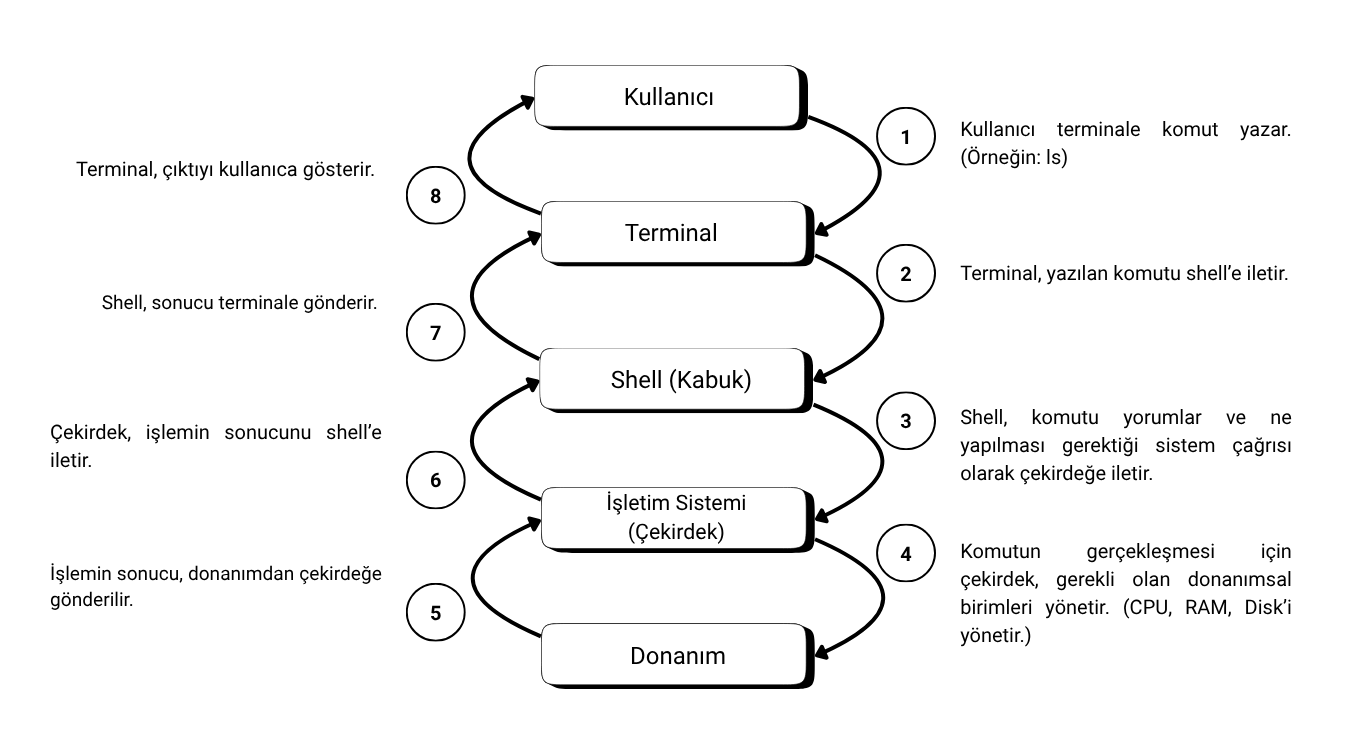 Kullanıcı
1
Kullanıcı terminale komut yazar.
(Örneğin: ls)
Terminal, çıktıyı kullanıca gösterir.
8
Terminal
2
Terminal, yazılan komutu shell’e iletir.
Shell, sonucu terminale gönderir.
7
Shell (Kabuk)
3
Shell, komutu yorumlar ve ne
yapılması gerektiği sistem çağrısı
olarak çekirdeğe iletir.
Çekirdek, işlemin sonucunu shell’e
iletir.
6
İşletim Sistemi
(Çekirdek)
4
Komutun gerçekleşmesi için
çekirdek, gerekli olan donanımsal
birimleri yönetir. (CPU, RAM, Disk’i
yönetir.)
İşlemin sonucu, donanımdan çekirdeğe
gönderilir.
5
Donanım